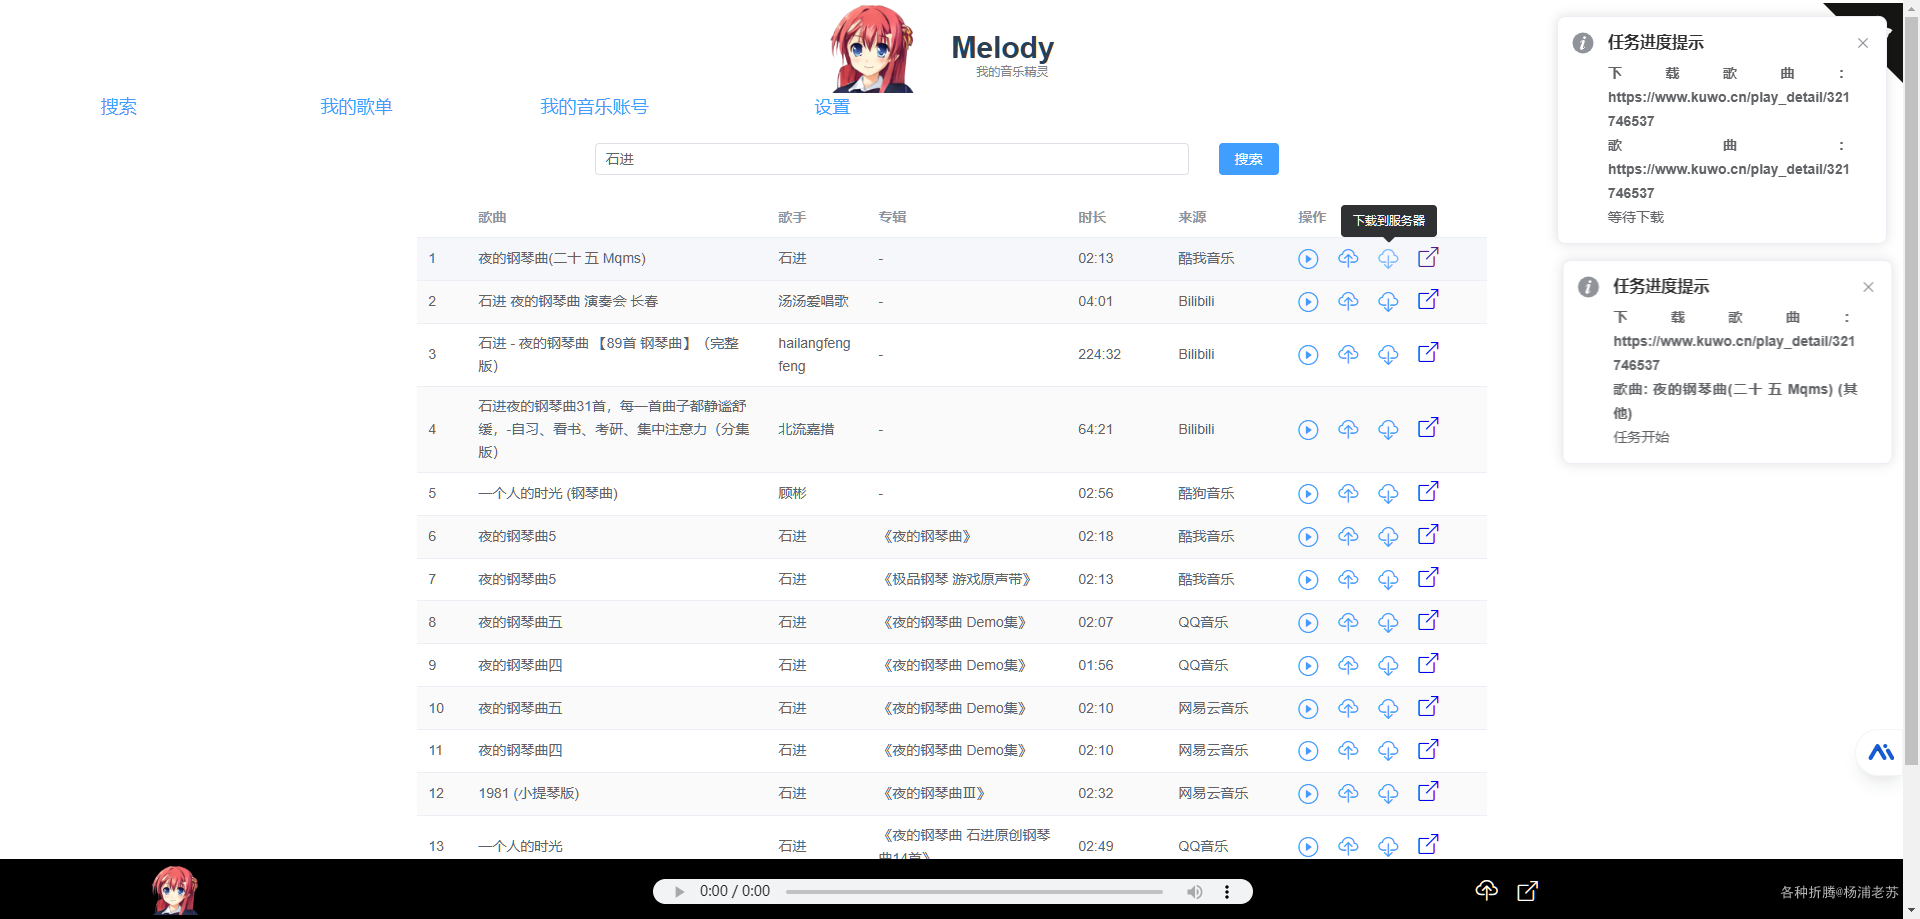 Melody
我的音乐精灵
搜索 我的歌单 我的音乐账号 设置
石进 搜索
歌曲 歌手 专辑 时长 来源 操作 下载到服务器
1 夜的钢琴曲(二十 五 Mqms) 石进 - 02:13 酷我音乐
2 石进 夜的钢琴曲 演奏会 长春 汤汤爱唱歌 - 04:01 Bilibili
3 石进 - 夜的钢琴曲 【89首 钢琴曲】（完整
版） hailangfeng
feng - 224:32 Bilibili
4 石进夜的钢琴曲31首，每一首曲子都静谧舒
缓，-自习、看书、考研、集中注意力（分集
版） 北流嘉措 - 64:21 Bilibili
5 一个人的时光 (钢琴曲) 顾彬 - 02:56 酷狗音乐
6 夜的钢琴曲5 石进 《夜的钢琴曲》 02:18 酷我音乐
7 夜的钢琴曲5 石进 《极品钢琴 游戏原声带》 02:13 酷我音乐
8 夜的钢琴曲五 石进 《夜的钢琴曲 Demo集》 02:07 QQ音乐
9 夜的钢琴曲四 石进 《夜的钢琴曲 Demo集》 01:56 QQ音乐
10 夜的钢琴曲五 石进 《夜的钢琴曲 Demo集》 02:10 网易云音乐
11 夜的钢琴曲四 石进 《夜的钢琴曲 Demo集》 02:10 网易云音乐
12 1981 (小提琴版) 石进 《夜的钢琴曲Ⅲ》 02:32 网易云音乐
13 一个人的时光 石进 《夜的钢琴曲 石进原创钢琴
曲14首》 02:49 QQ音乐
任务进度提示
下载歌曲：
https://www.kuwo.cn/play_detail/321
746537
歌曲：
https://www.kuwo.cn/play_detail/321
746537
等待下载
任务进度提示
下载歌曲：
https://www.kuwo.cn/play_detail/321
746537
歌曲: 夜的钢琴曲(二十 五 Mqms) (其
他)
任务开始
0:00 / 0:00
各种折腾@杨浦老苏